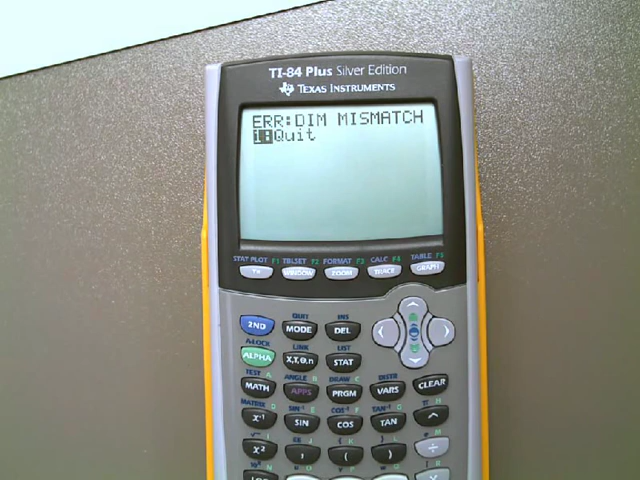 TI-84 Plus Silver Edition
TEXAS INSTRUMENTS
ERR:DIM MISMATCH
1:Quit
STAT PLOT F1 TBLSET F2 FORMAT F3 CALC F4 TABLE F5
Y= WINDOW ZOOM TRACE GRAPH
QUIT INS
2ND MODE DEL
A-LOCK LINK LIST
ALPHA X,T,θ,n STAT
TEST A ANGLE B DRAW C DISTR
MATH APPS PRGM VARS CLEAR
MATRIX D SIN⁻¹ E COS⁻¹ F TAN⁻¹ G π H
x⁻¹ SIN COS TAN ^
√ I EE J { K } L e M
x² , ( ) ÷
10ˣ N
LOG